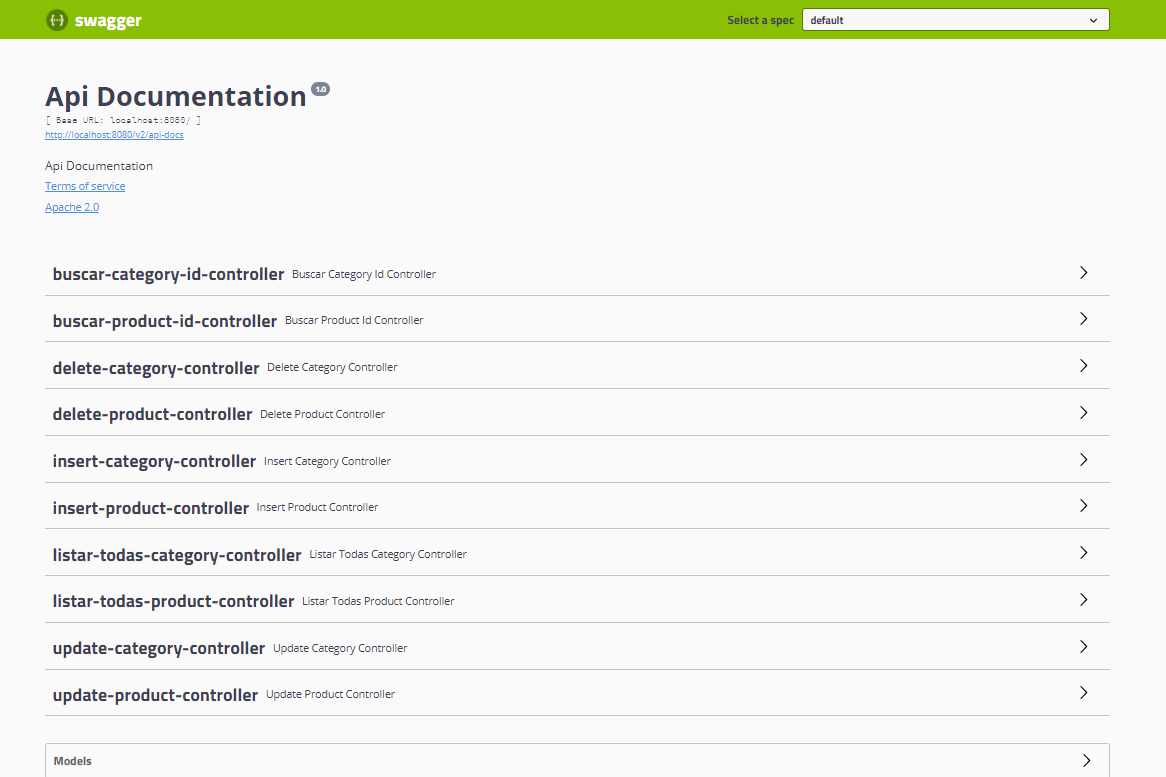 swagger
Select a spec default
Api Documentation 1.0
[ Base URL: localhost:8080/ ]
http://localhost:8080/v2/api-docs
Api Documentation
Terms of service
Apache 2.0
buscar-category-id-controller Buscar Category Id Controller
buscar-product-id-controller Buscar Product Id Controller
delete-category-controller Delete Category Controller
delete-product-controller Delete Product Controller
insert-category-controller Insert Category Controller
insert-product-controller Insert Product Controller
listar-todas-category-controller Listar Todas Category Controller
listar-todas-product-controller Listar Todas Product Controller
update-category-controller Update Category Controller
update-product-controller Update Product Controller
Models